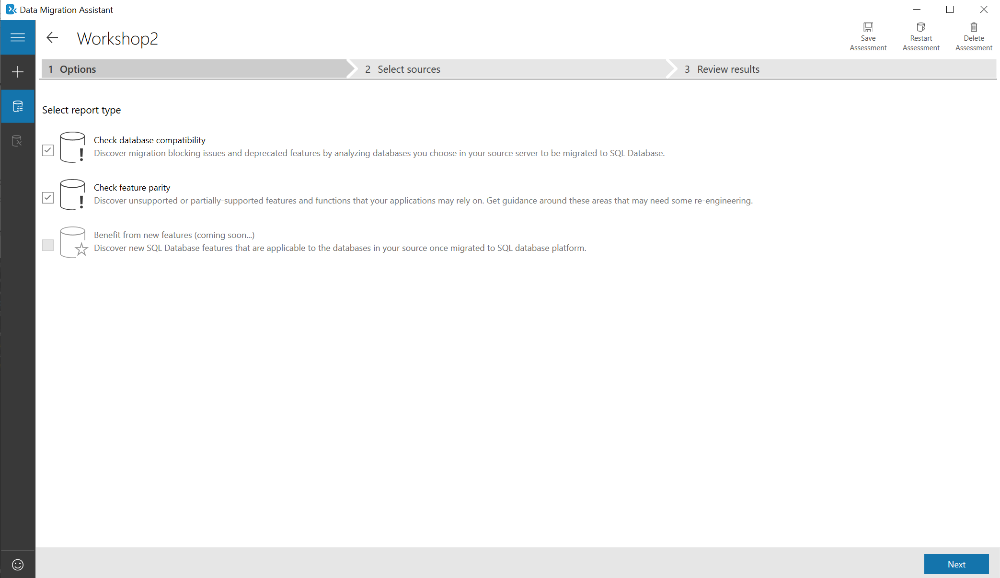 Data Migration Assistant
Workshop2
Save
Assessment
Restart
Assessment
Delete
Assessment
1 Options
2 Select sources
3 Review results
Select report type
Check database compatibility
Discover migration blocking issues and deprecated features by analyzing databases you choose in your source server to be migrated to SQL Database.
Check feature parity
Discover unsupported or partially-supported features and functions that your applications may rely on. Get guidance around these areas that may need some re-engineering.
Benefit from new features (coming soon...)
Discover new SQL Database features that are applicable to the databases in your source once migrated to SQL database platform.
Next